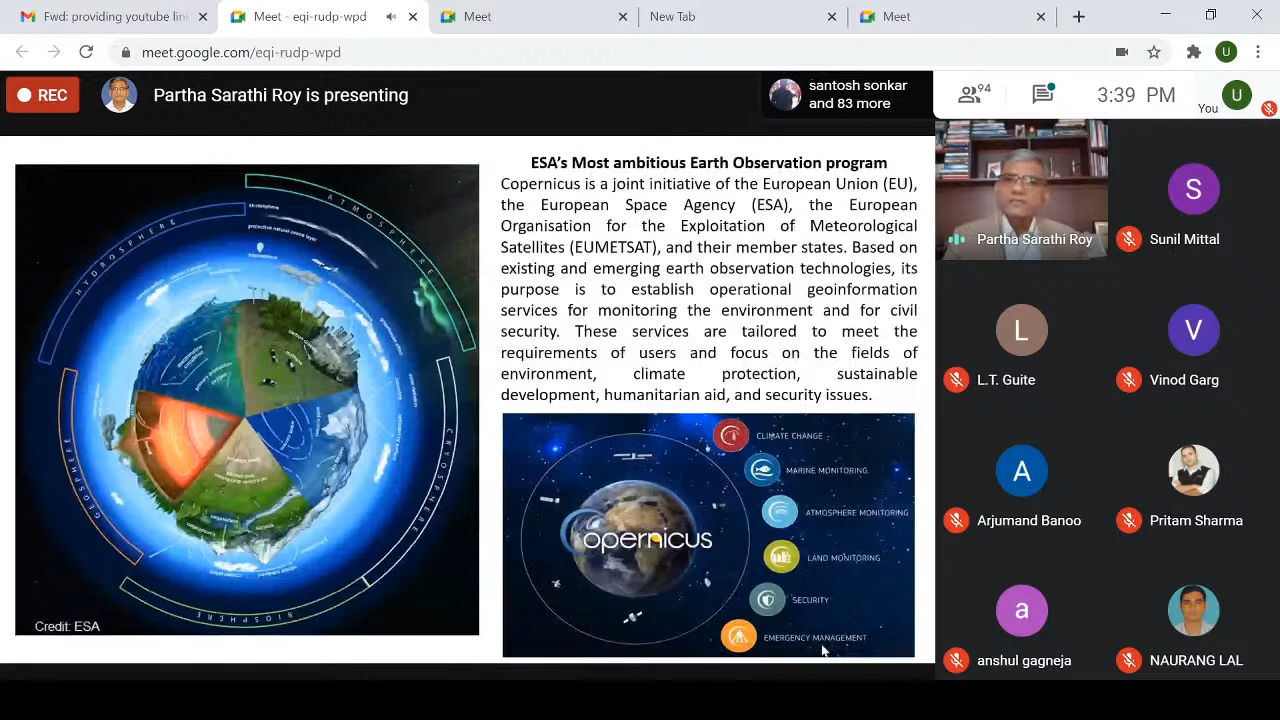 Fwd: providing youtube lin
Meet - eqi-rudp-wpd
Meet
New Tab
Meet
meet.google.com/eqi-rudp-wpd
U
REC
Partha Sarathi Roy is presenting
santosh sonkar
and 83 more
94
3:39 PM
You
U
ESA's Most ambitious Earth Observation program
Copernicus is a joint initiative of the European Union (EU),
the European Space Agency (ESA), the European
Organisation for the Exploitation of Meteorological
Satellites (EUMETSAT), and their member states. Based on
existing and emerging earth observation technologies, its
purpose is to establish operational geoinformation
services for monitoring the environment and for civil
security. These services are tailored to meet the
requirements of users and focus on the fields of
environment, climate protection, sustainable
development, humanitarian aid, and security issues.
HYDROSPHERE
ATMOSPHERE
stratosphere
protective natural ozone layer
troposphere
GEOSPHERE
CRYOSPHERE
BIOSPHERE
Credit: ESA
opernicus
CLIMATE CHANGE
MARINE MONITORING
ATMOSPHERE MONITORING
LAND MONITORING
SECURITY
EMERGENCY MANAGEMENT
Partha Sarathi Roy
S
Sunil Mittal
L
L.T. Guite
V
Vinod Garg
A
Arjumand Banoo
Pritam Sharma
a
anshul gagneja
NAURANG LAL